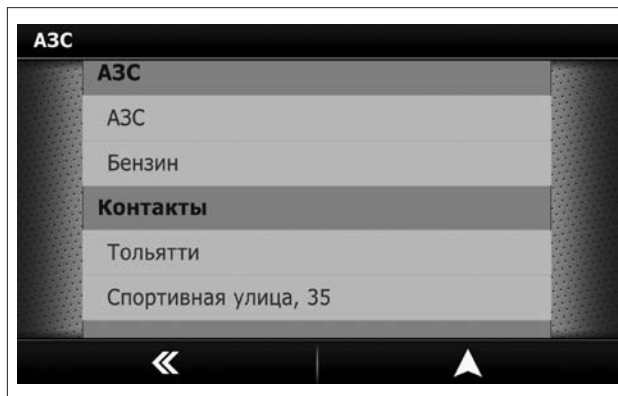 АЗС
АЗС
АЗС
Бензин
Контакты
Тольятти
Спортивная улица, 35